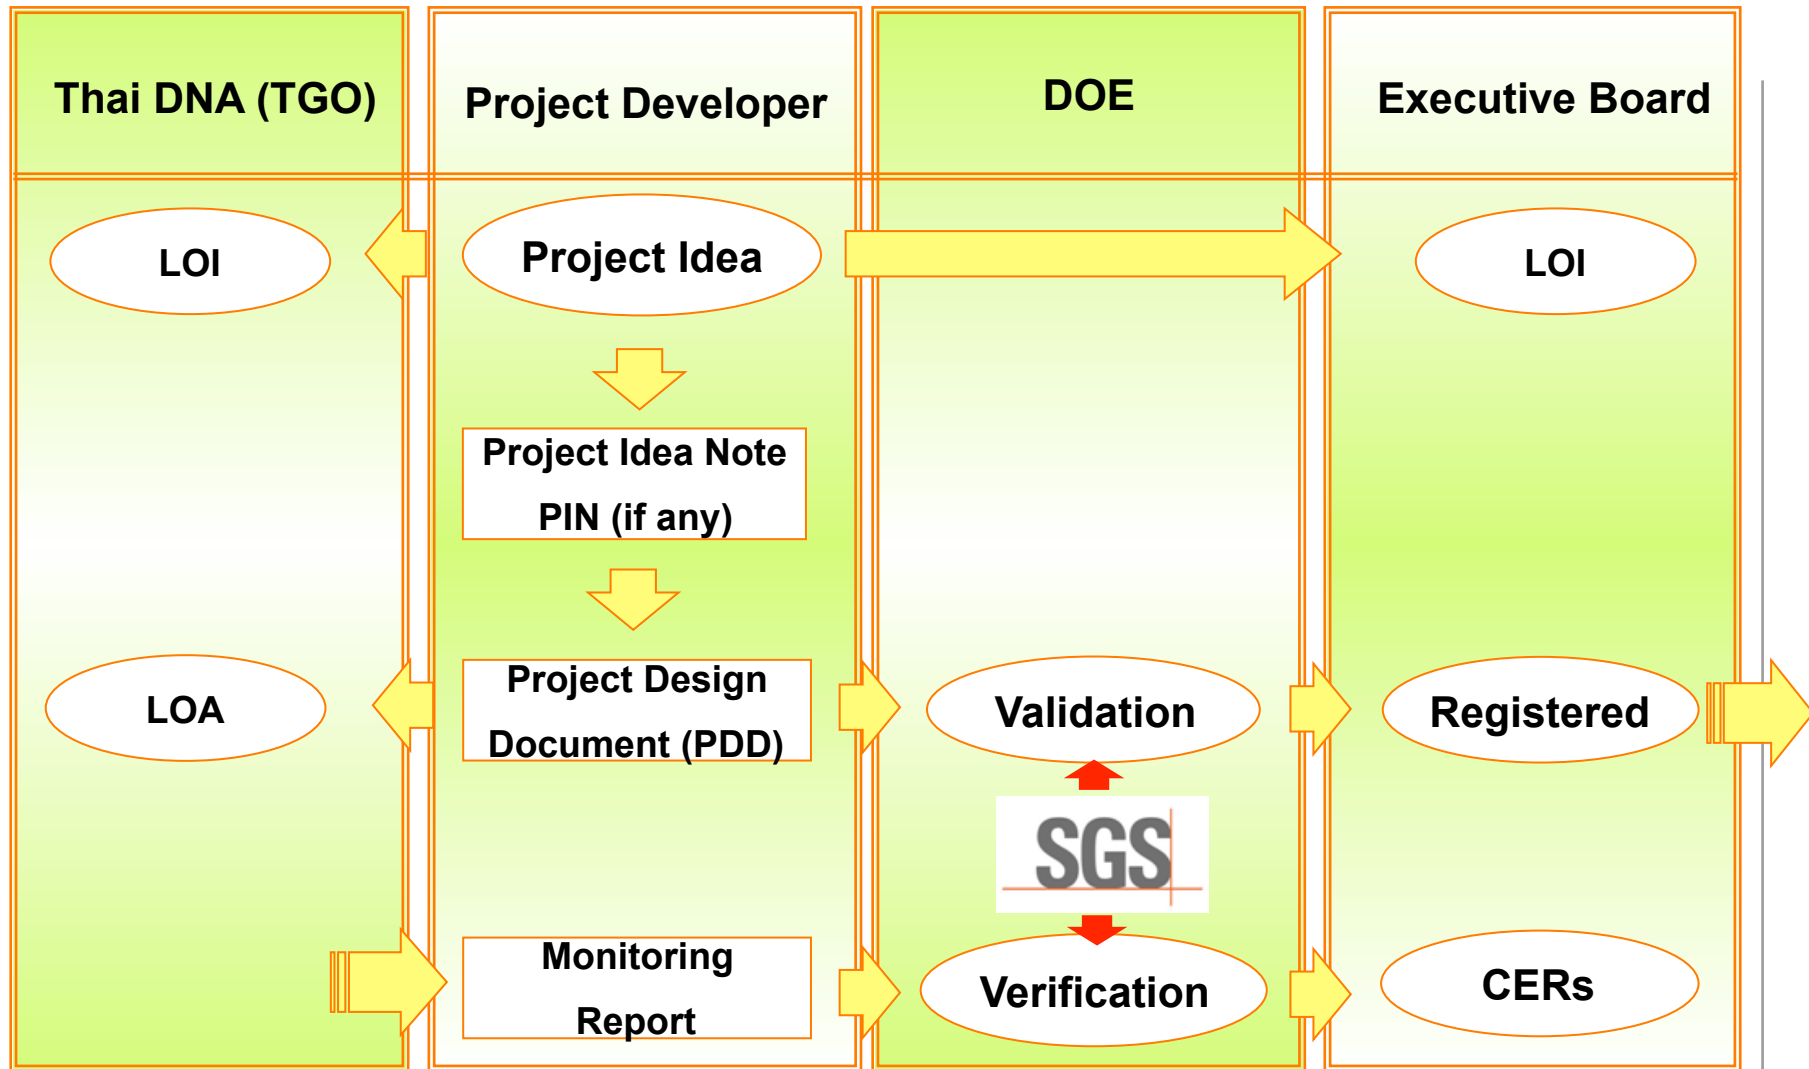 Thai DNA (TGO)
Project Developer
DOE
Executive Board
LOI
Project Idea
LOI
Project Idea Note
PIN (if any)
LOA
Project Design
Document (PDD)
Validation
Registered
SGS
Monitoring
Report
Verification
CERs